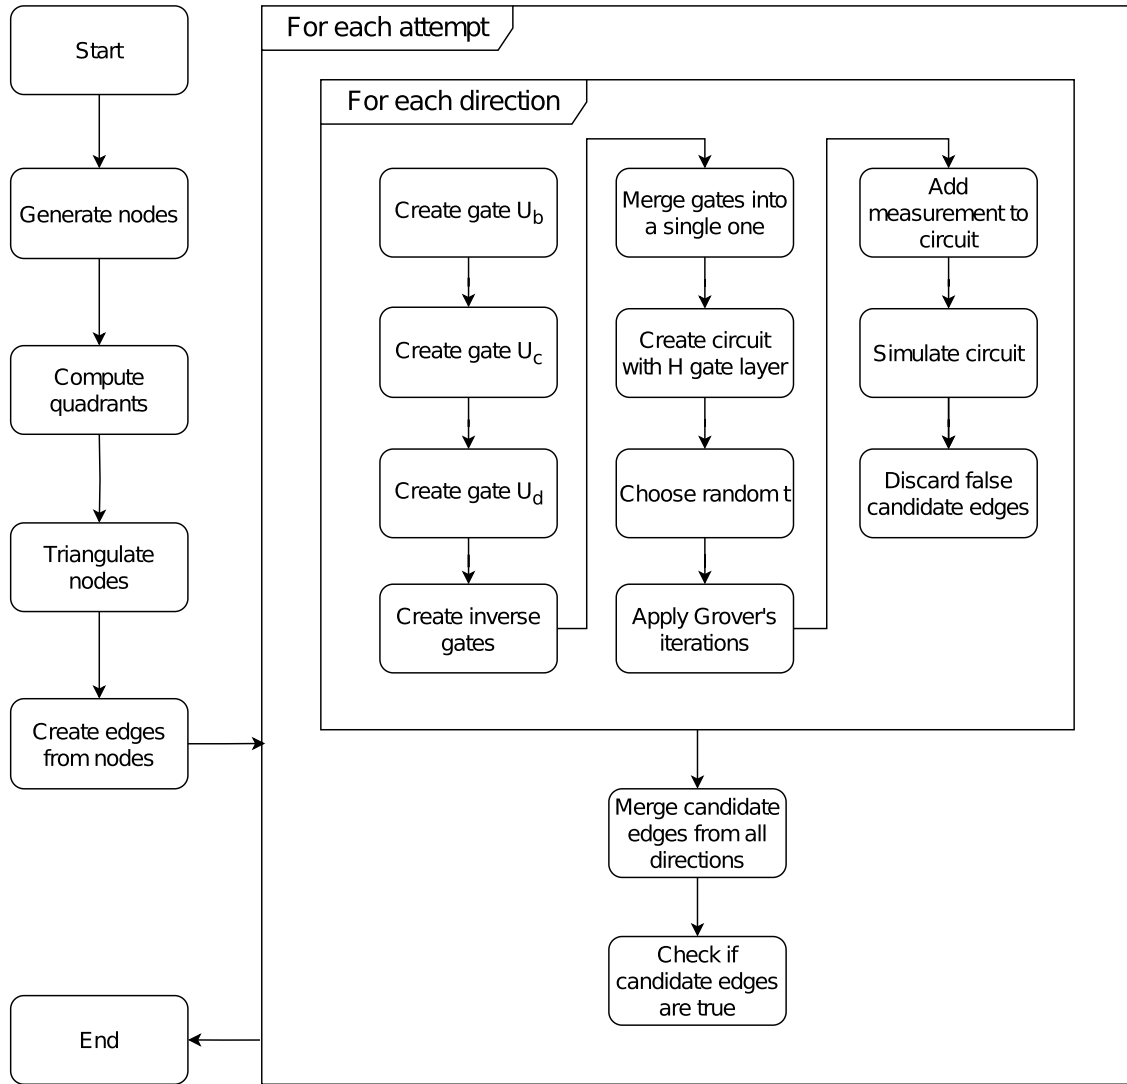 Start
Generate nodes
Compute
quadrants
Triangulate
nodes
Create edges
from nodes
End
For each attempt
For each direction
Create gate U_b
Create gate U_c
Create gate U_d
Create inverse
gates
Merge gates into
a single one
Create circuit
with H gate layer
Choose random t
Apply Grover's
iterations
Add
measurement to
circuit
Simulate circuit
Discard false
candidate edges
Merge candidate
edges from all
directions
Check if
candidate edges
are true